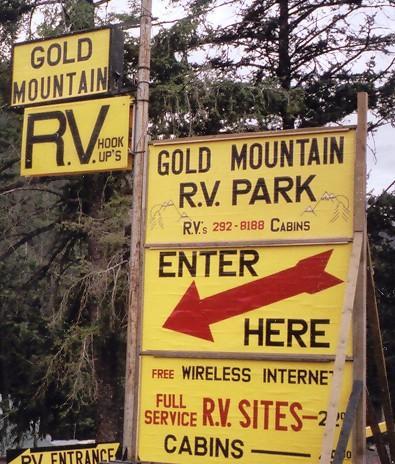 GOLD
MOUNTAIN
R.V. HOOK
UP'S
GOLD MOUNTAIN
R.V. PARK
R.V.'s 292-8188 CABINS
ENTER
HERE
FREE WIRELESS INTERNET
FULL
SERVICE R.V. SITES-
CABINS —
RV ENTRANCE